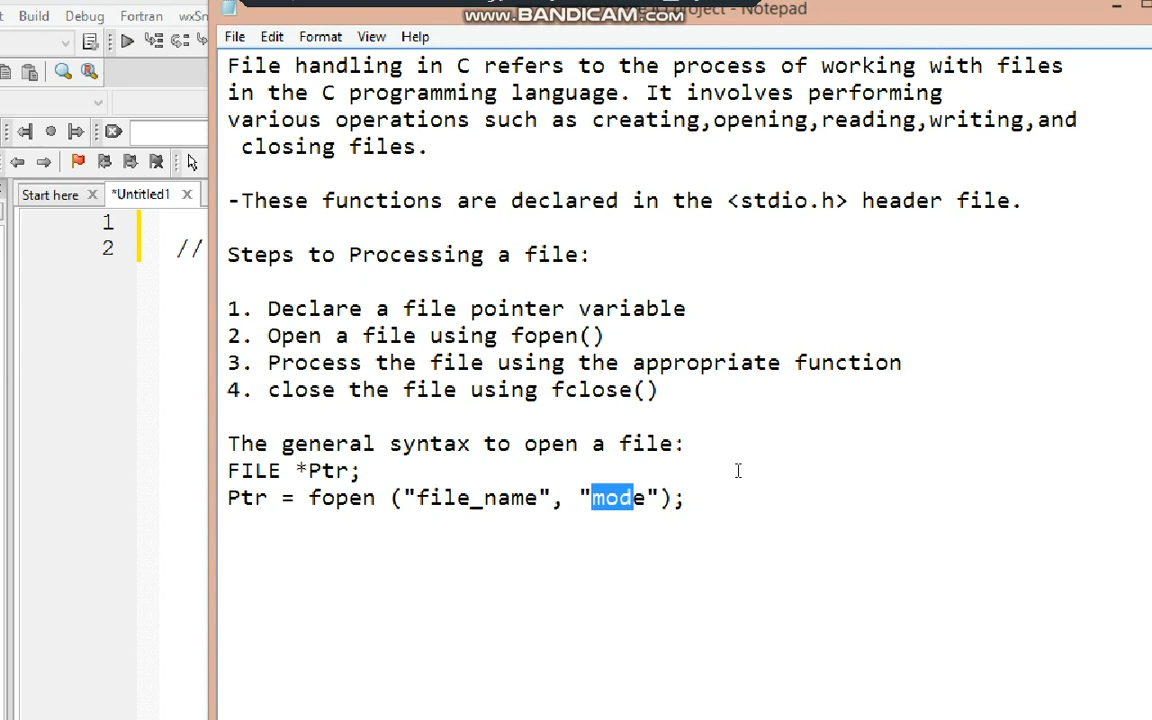 www.BANDICAM.com
project - Notepad
Build Debug Fortran
File Edit Format View Help
Start here *Untitled1
1
2 //
File handling in C refers to the process of working with files
in the C programming language. It involves performing
various operations such as creating,opening,reading,writing,and
closing files.
-These functions are declared in the <stdio.h> header file.
Steps to Processing a file:
1. Declare a file pointer variable
2. Open a file using fopen()
3. Process the file using the appropriate function
4. close the file using fclose()
The general syntax to open a file:
FILE *Ptr;
Ptr = fopen ("file_name", "mode");